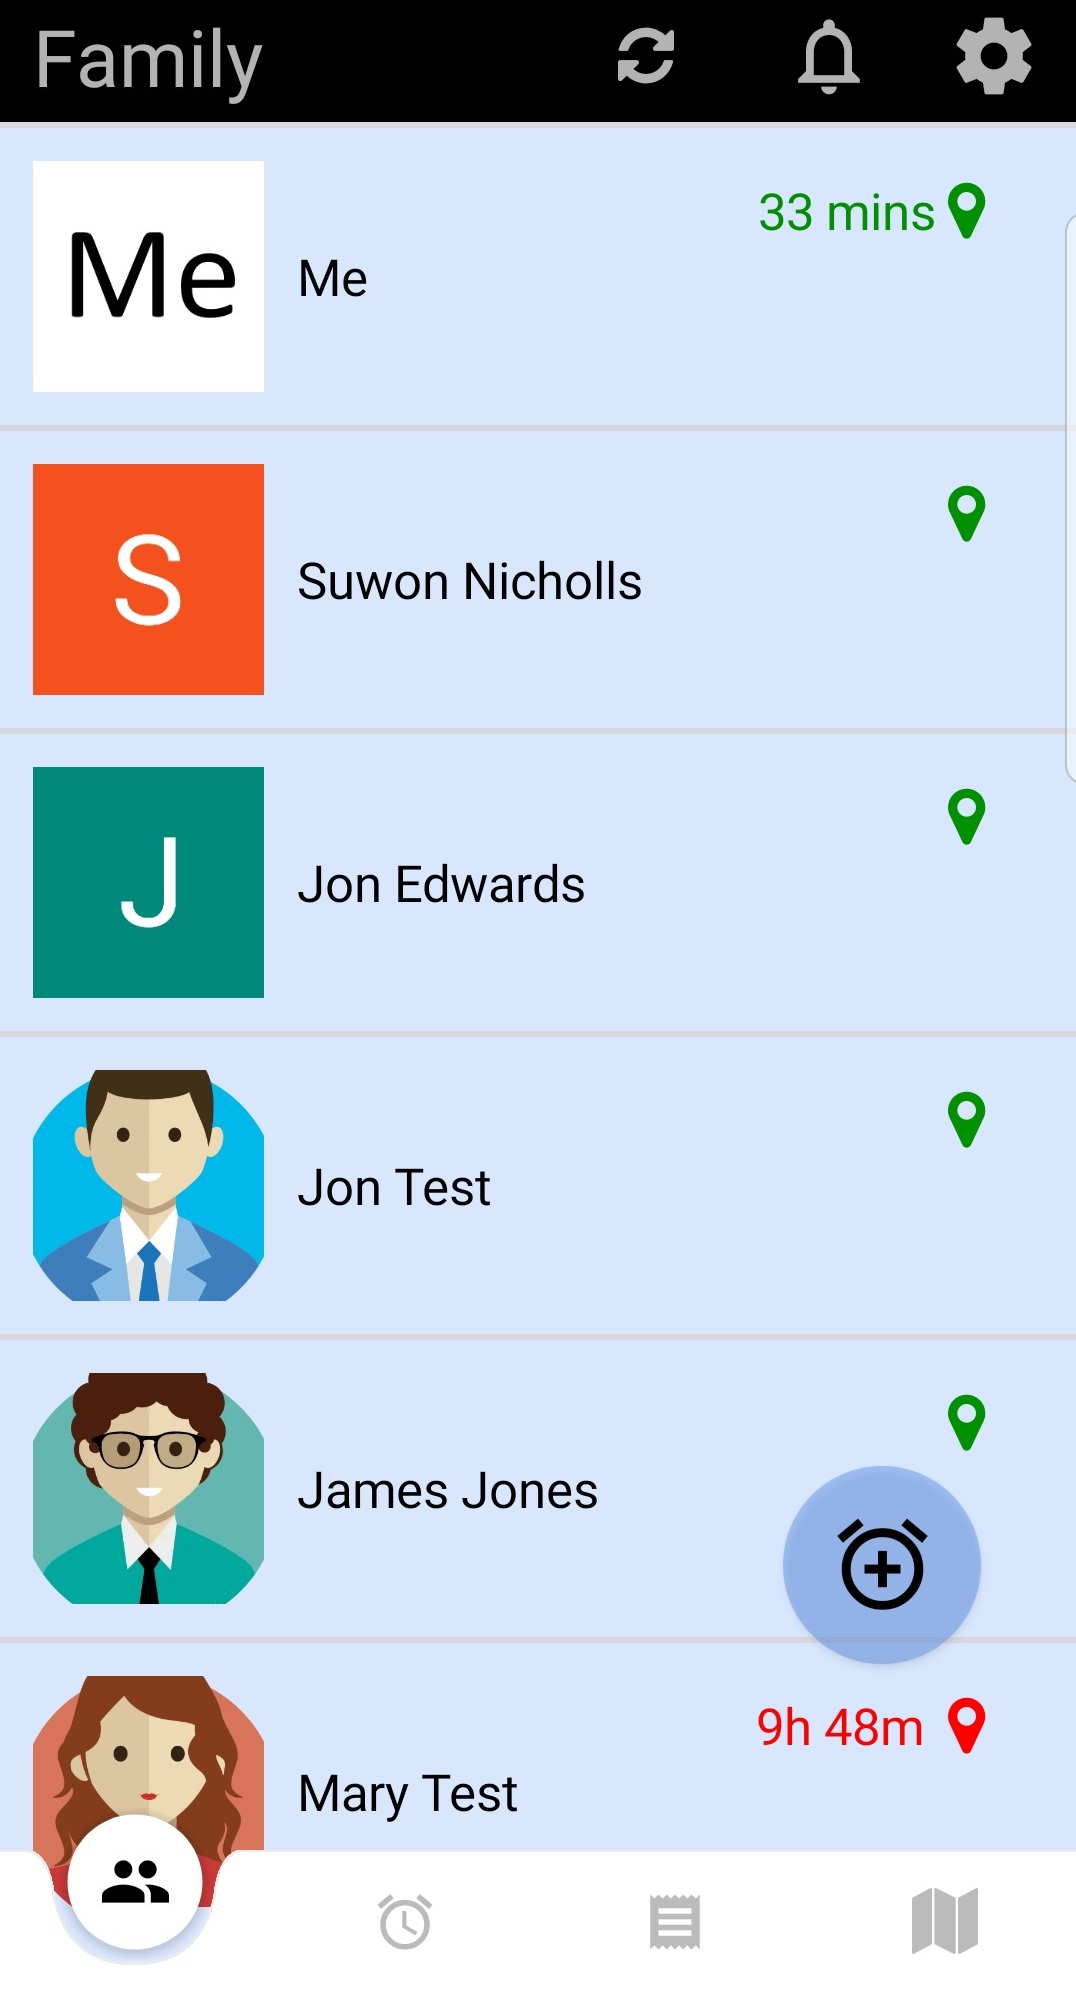 Family
33 mins
Me
Me
S
Suwon Nicholls
J
Jon Edwards
Jon Test
James Jones
9h 48m
Mary Test